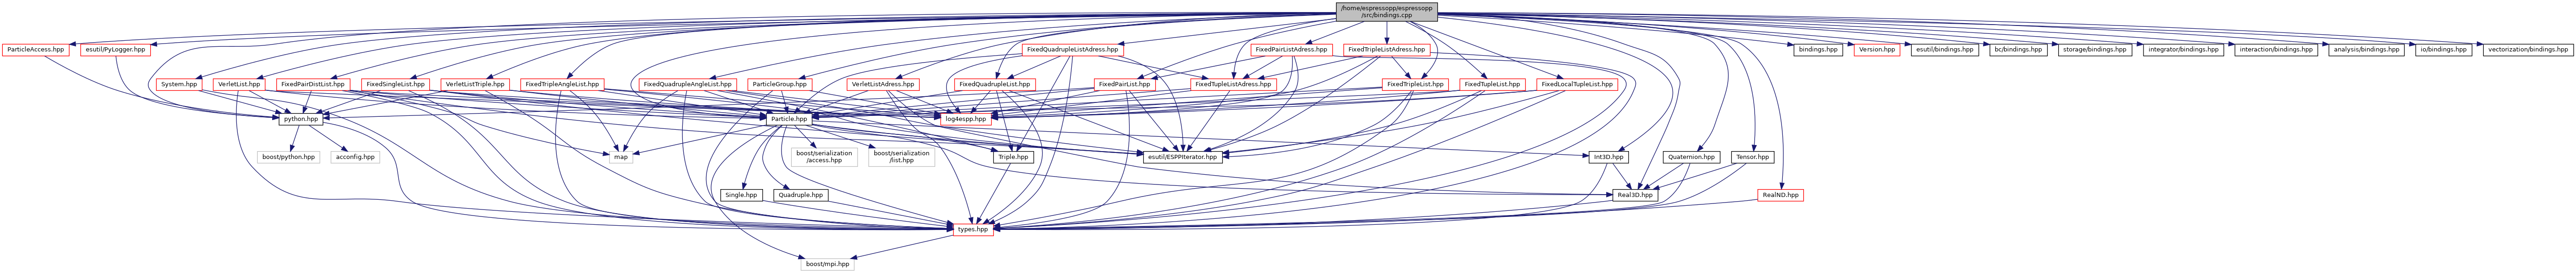 /home/espressopp/espressopp
/src/bindings.cpp
ParticleAccess.hpp
esutil/PyLogger.hpp
FixedQuadrupleListAdress.hpp
FixedPairListAdress.hpp
FixedTripleListAdress.hpp
bindings.hpp
Version.hpp
esutil/bindings.hpp
bc/bindings.hpp
storage/bindings.hpp
integrator/bindings.hpp
interaction/bindings.hpp
analysis/bindings.hpp
io/bindings.hpp
vectorization/bindings.hpp
System.hpp
VerletList.hpp
FixedPairDistList.hpp
FixedSingleList.hpp
VerletListTriple.hpp
FixedTripleAngleList.hpp
FixedQuadrupleAngleList.hpp
ParticleGroup.hpp
VerletListAdress.hpp
FixedQuadrupleList.hpp
FixedPairList.hpp
FixedTupleListAdress.hpp
FixedTripleList.hpp
FixedTupleList.hpp
FixedLocalTupleList.hpp
python.hpp
Particle.hpp
log4espp.hpp
boost/python.hpp
acconfig.hpp
map
boost/serialization
/access.hpp
boost/serialization
/list.hpp
Triple.hpp
esutil/ESPPIterator.hpp
Int3D.hpp
Quaternion.hpp
Tensor.hpp
Single.hpp
Quadruple.hpp
Real3D.hpp
RealND.hpp
types.hpp
boost/mpi.hpp